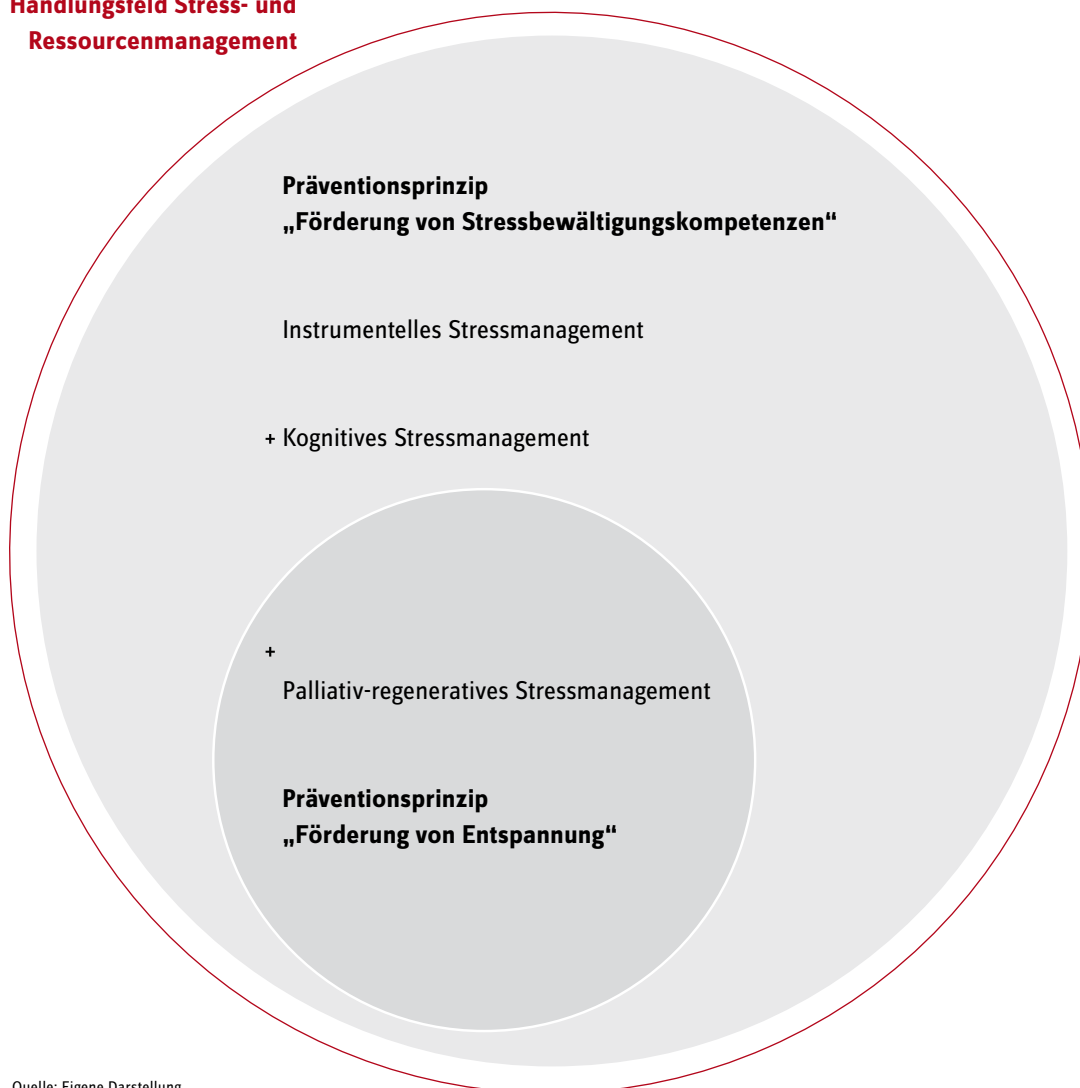 Handlungsfeld Stress- und
Ressourcenmanagement
Präventionsprinzip
„Förderung von Stressbewältigungskompetenzen“
Instrumentelles Stressmanagement
+ Kognitives Stressmanagement
+
Palliativ-regeneratives Stressmanagement
Präventionsprinzip
„Förderung von Entspannung“
Quelle: Eigene Darstellung